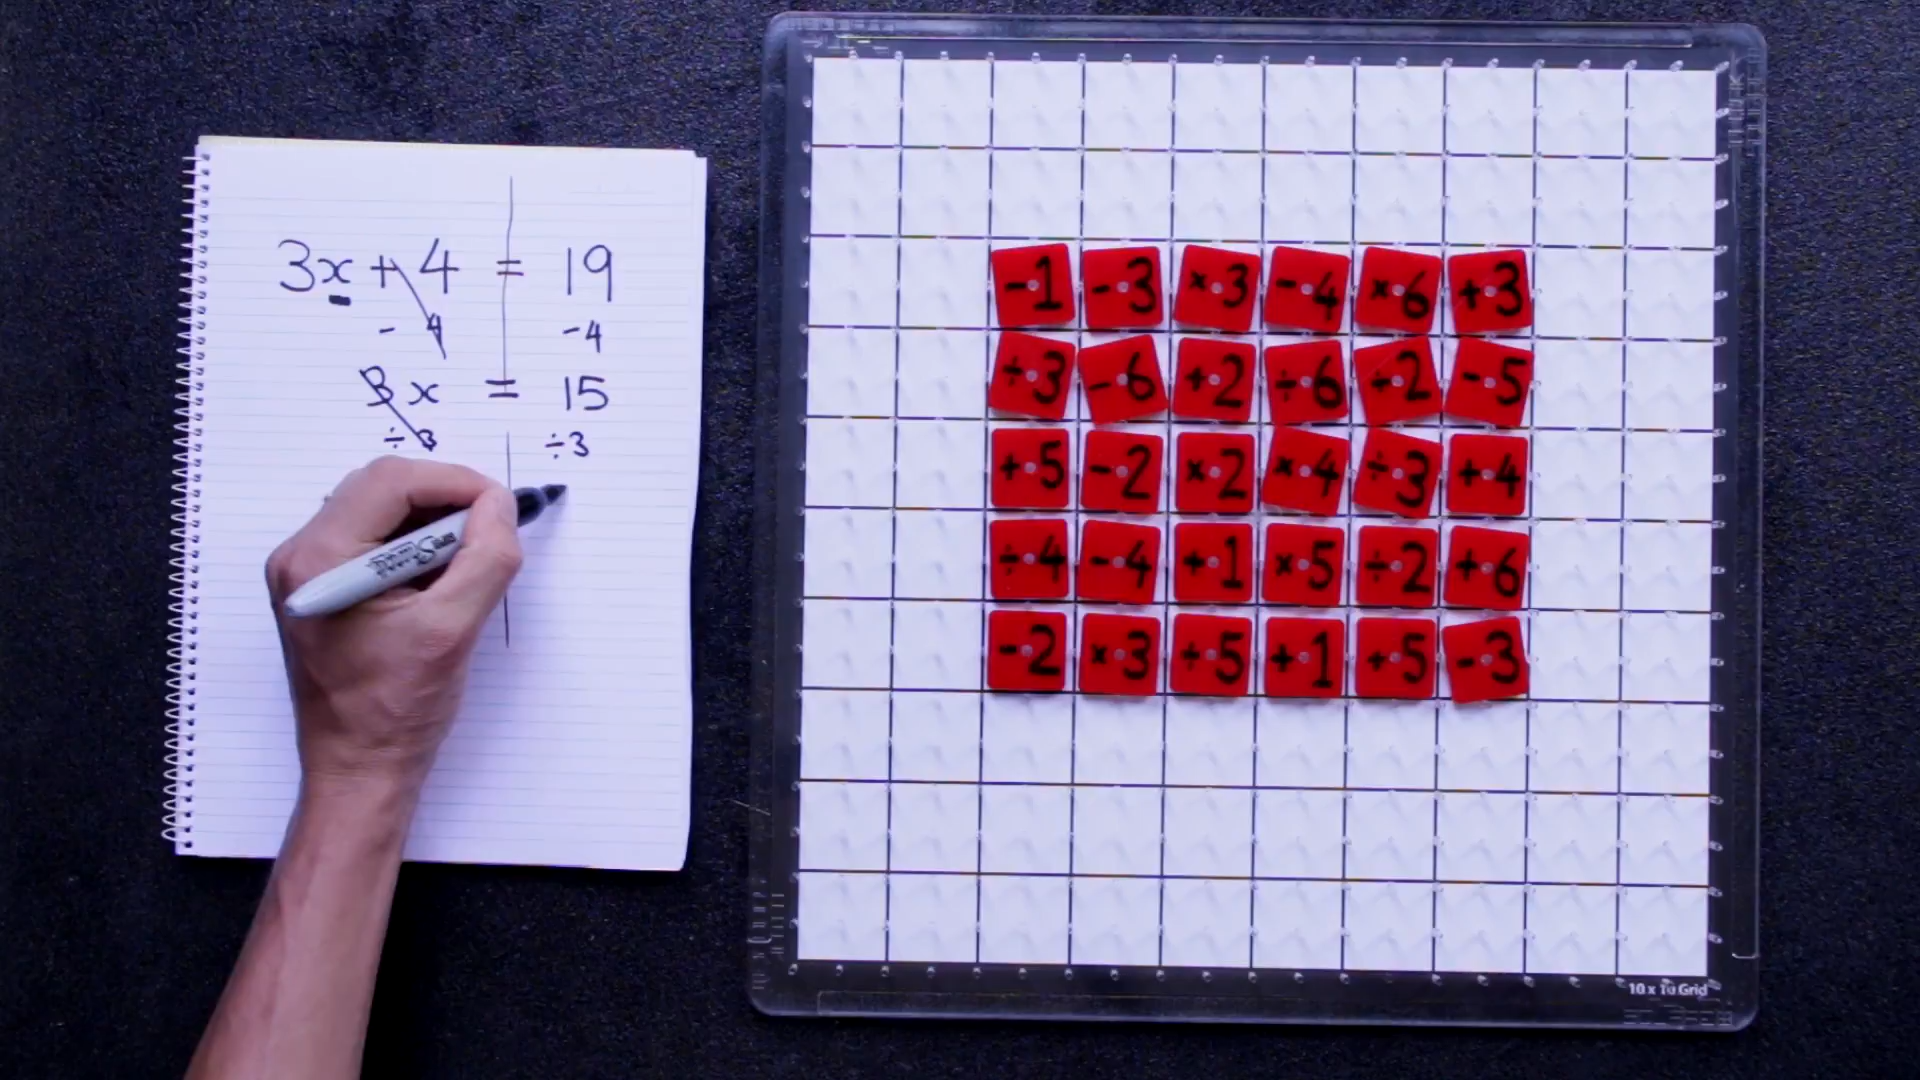 3x + 4 = 19
- 4 -4
3x = 15
÷3 ÷3
-1 -3 ×3 -4 ×6 +3
÷3 -6 +2 ÷6 ÷2 -5
+5 -2 ×2 ×4 ÷3 +4
÷4 -4 +1 ×5 ÷2 +6
-2 ×3 ÷5 +1 +5 -3
10 x 10 Grid